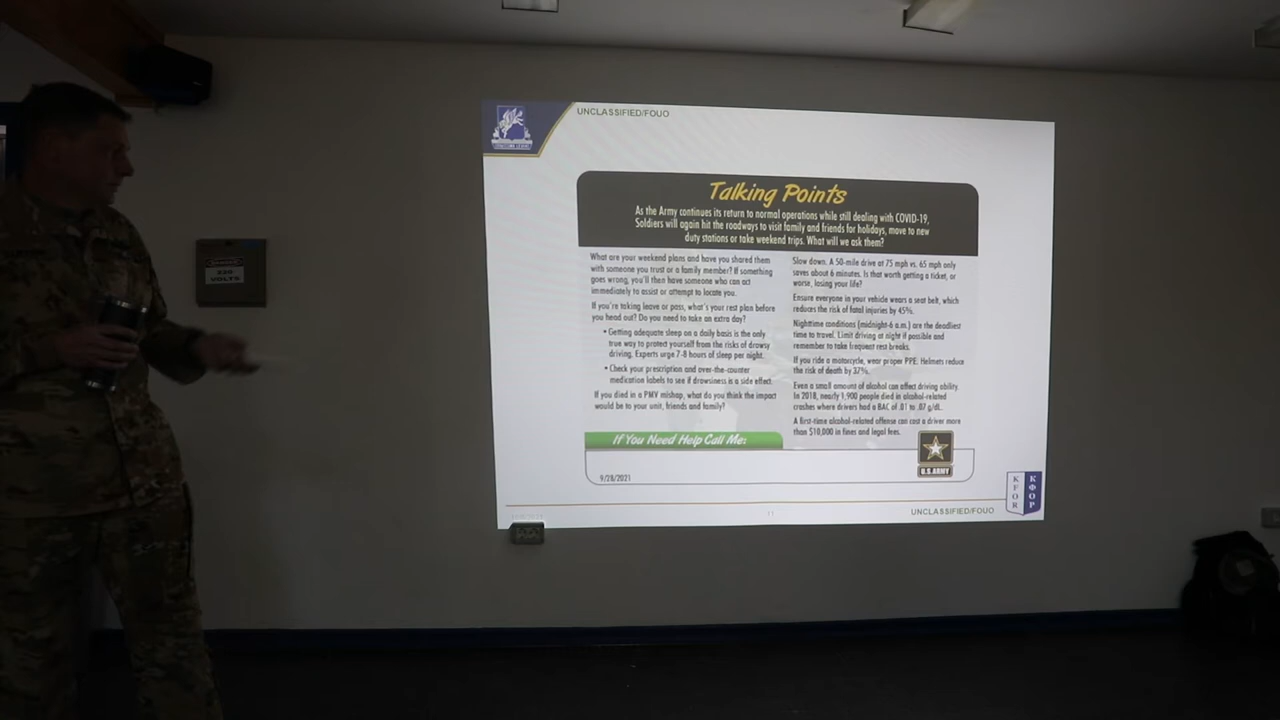 UNCLASSIFIED/FOUO
Talking Points
As the Army continues its return to normal operations while still dealing with COVID-19,
Soldiers will again hit the roadways to visit family and friends for holidays, move to new
duty stations or take weekend trips. What will we ask them?
What are your weekend plans and have you shared them
with someone you trust or a family member? If something
goes wrong, you'll then have someone who can act
immediately to assist or attempt to locate you.
If you're taking leave or pass, what's your rest plan before
you head out? Do you need to take an extra day?
• Getting adequate sleep on a daily basis is the only
true way to protect yourself from the risks of drowsy
driving. Experts urge 7-8 hours of sleep per night.
• Check your prescription and over-the-counter
medication labels to see if drowsiness is a side effect.
If you died in a PMV mishap, what do you think the impact
would be to your unit, friends and family?
Slow down. A 50-mile drive at 75 mph vs. 65 mph only
saves about 6 minutes. Is that worth getting a ticket, or
worse, losing your life?
Ensure everyone in your vehicle wears a seat belt, which
reduces the risk of fatal injuries by 45%.
Nighttime conditions (midnight-6 a.m.) are the deadliest
time to travel. Limit driving at night if possible and
remember to take frequent rest breaks.
If you ride a motorcycle, wear proper PPE. Helmets reduce
the risk of death by 37%.
Even a small amount of alcohol can affect driving ability.
In 2018, nearly 1,900 people died in alcohol-related
crashes where drivers had a BAC of .01 to .07 g/dL.
A first-time alcohol-related offense can cost a driver more
than $10,000 in fines and legal fees.
If You Need Help Call Me:
U.S. ARMY
9/28/2021
11
UNCLASSIFIED/FOUO
KFOR
КФОР
DANGER
220
VOLTS